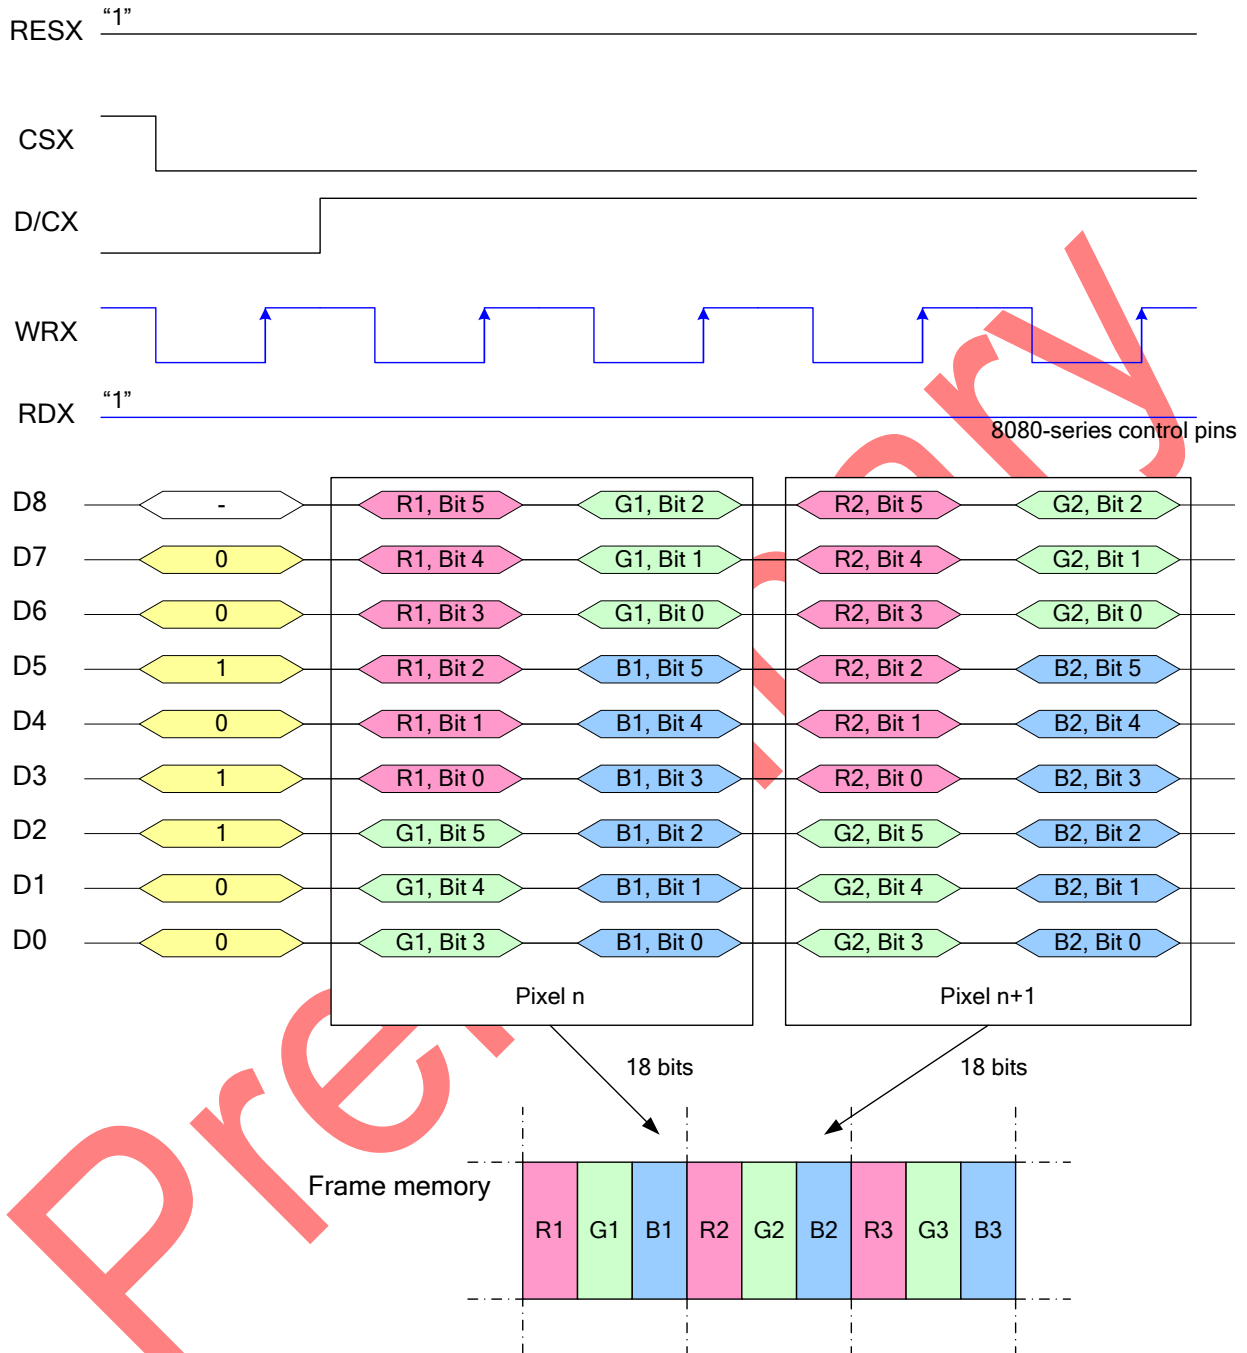 RESX "1"
CSX
D/CX
WRX
RDX "1"
8080-series control pins
D8 - R1, Bit 5 G1, Bit 2 R2, Bit 5 G2, Bit 2
D7 0 R1, Bit 4 G1, Bit 1 R2, Bit 4 G2, Bit 1
D6 0 R1, Bit 3 G1, Bit 0 R2, Bit 3 G2, Bit 0
D5 1 R1, Bit 2 B1, Bit 5 R2, Bit 2 B2, Bit 5
D4 0 R1, Bit 1 B1, Bit 4 R2, Bit 1 B2, Bit 4
D3 1 R1, Bit 0 B1, Bit 3 R2, Bit 0 B2, Bit 3
D2 1 G1, Bit 5 B1, Bit 2 G2, Bit 5 B2, Bit 2
D1 0 G1, Bit 4 B1, Bit 1 G2, Bit 4 B2, Bit 1
D0 0 G1, Bit 3 B1, Bit 0 G2, Bit 3 B2, Bit 0
Pixel n Pixel n+1
18 bits 18 bits
Frame memory
R1 G1 B1 R2 G2 B2 R3 G3 B3